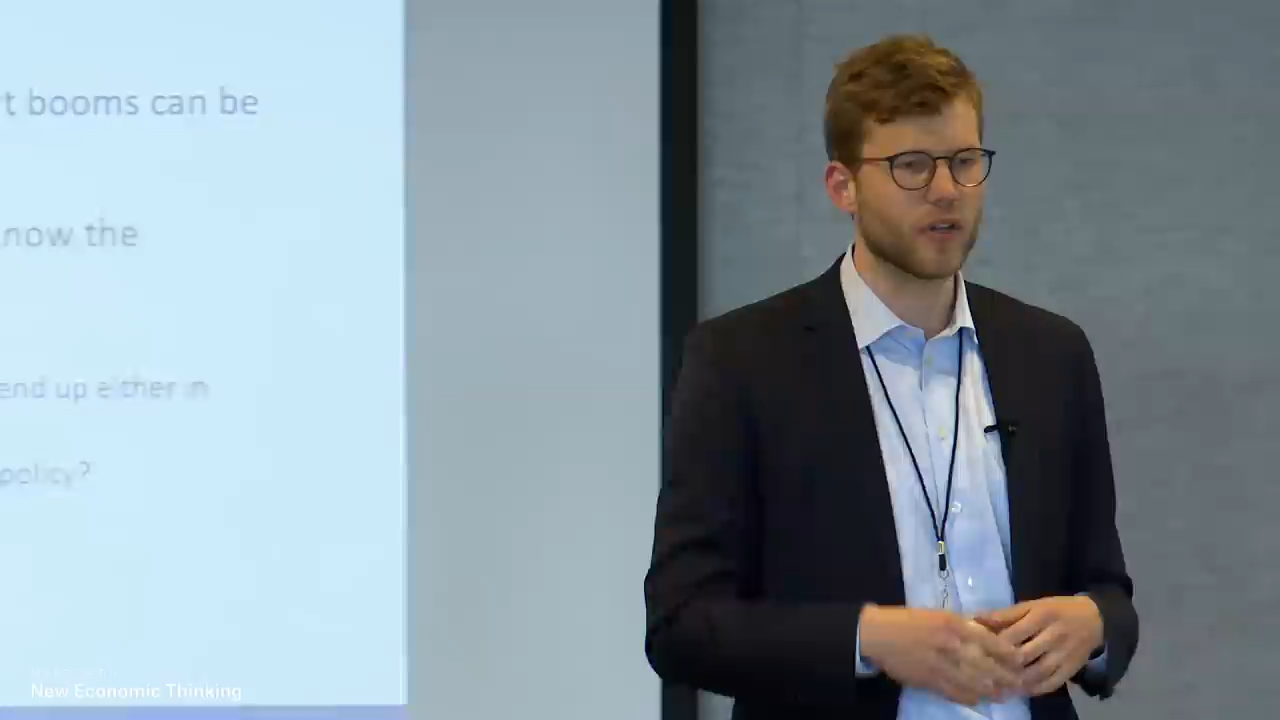 t booms can be
now the
end up either in
policy?
New Economic Thinking